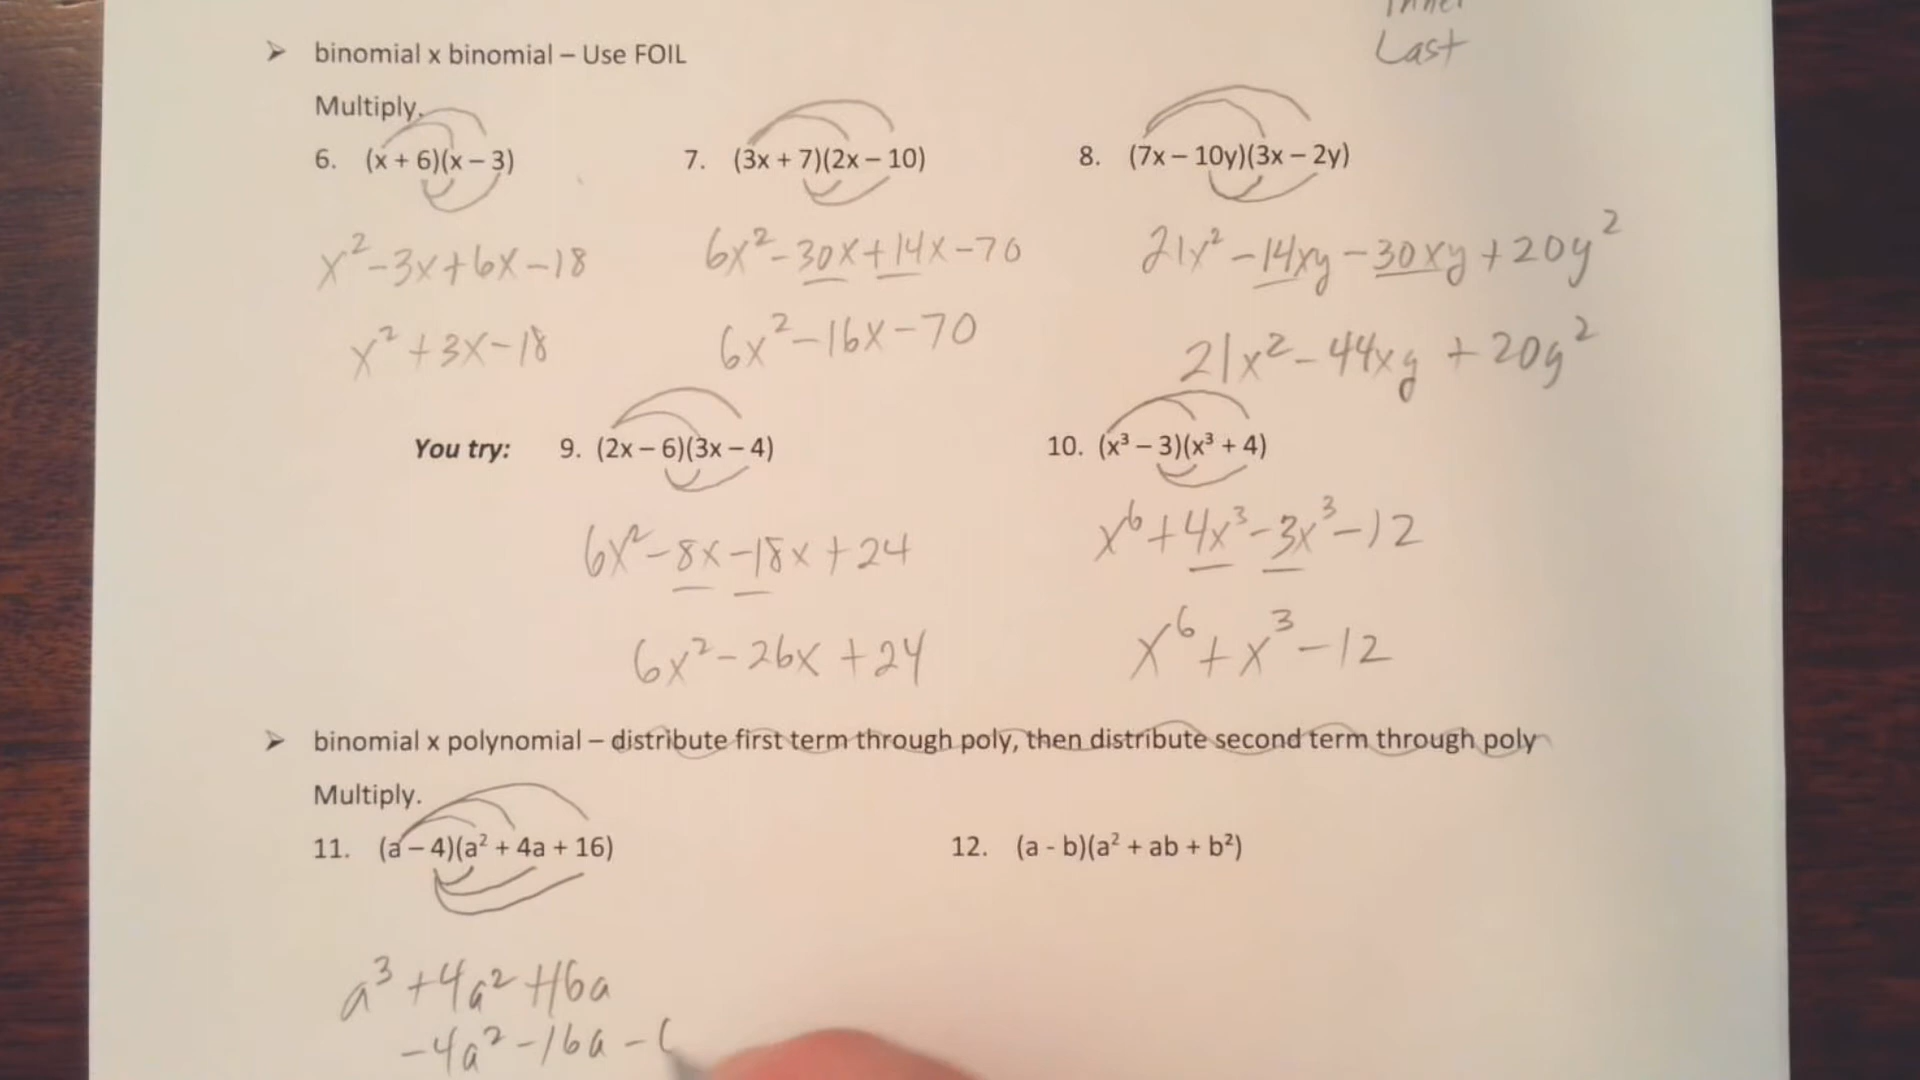 Inner
Last
➤ binomial x binomial – Use FOIL
Multiply.
6. (x + 6)(x – 3) 7. (3x + 7)(2x – 10) 8. (7x – 10y)(3x – 2y)
x² - 3x + 6x - 18 6x² - 30x + 14x - 70 21x² - 14xy - 30xy + 20y²
x² + 3x - 18 6x² - 16x - 70 21x² - 44xy + 20y²
You try: 9. (2x – 6)(3x – 4) 10. (x³ – 3)(x³ + 4)
6x² - 8x - 18x + 24 x⁶ + 4x³ - 3x³ - 12
6x² - 26x + 24 x⁶ + x³ - 12
➤ binomial x polynomial – distribute first term through poly, then distribute second term through poly
Multiply.
11. (a – 4)(a² + 4a + 16) 12. (a - b)(a² + ab + b²)
a³ + 4a² + 16a
- 4a² - 16a -